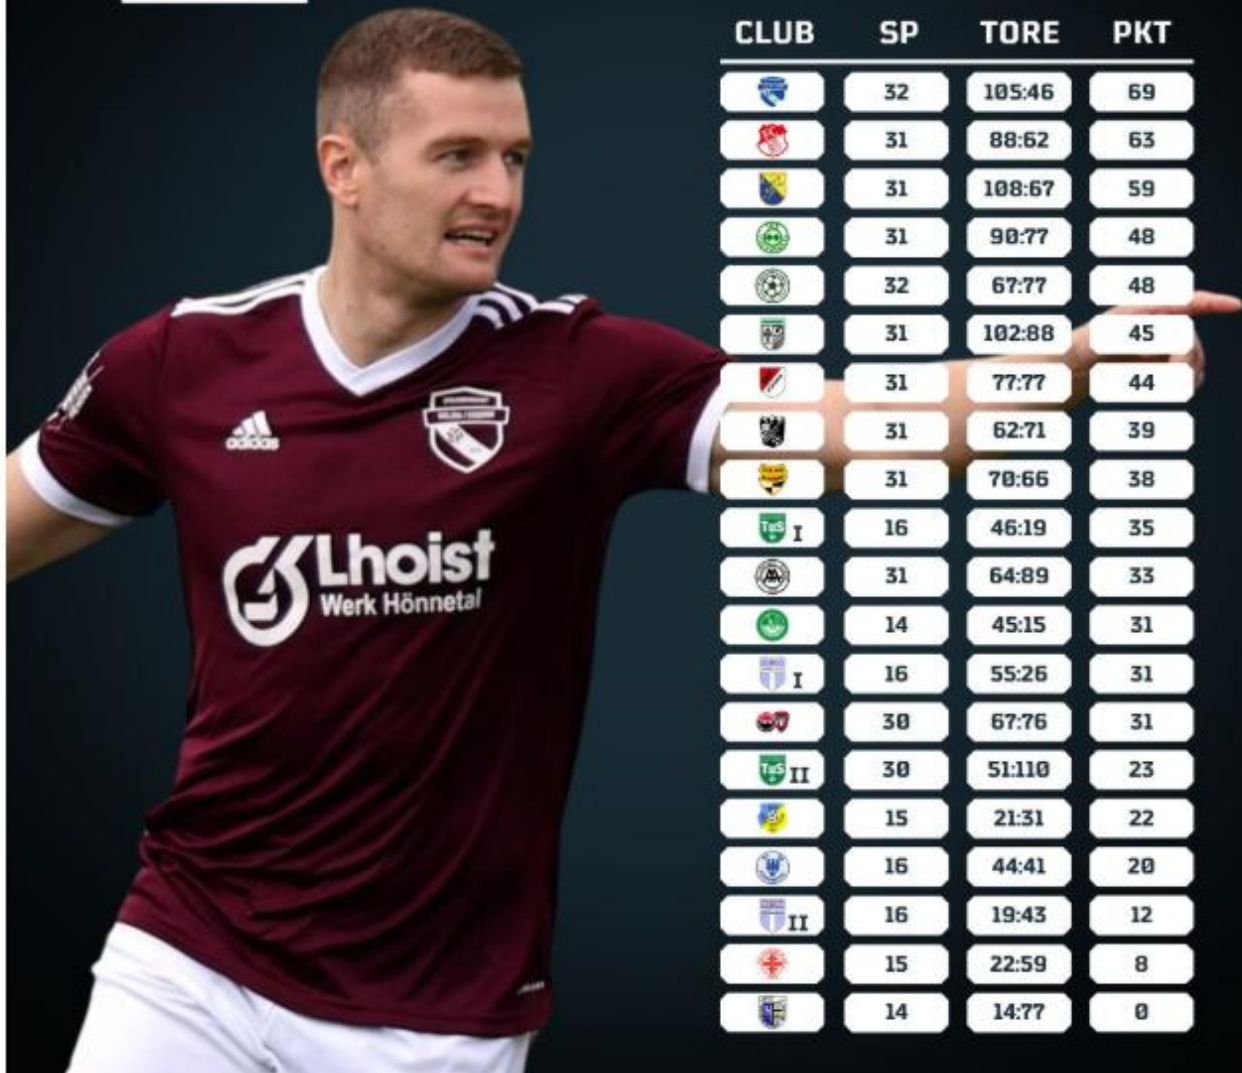 CLUB SP TORE PKT
32 105:46 69
31 88:62 63
31 108:67 59
31 90:77 48
32 67:77 48
31 102:88 45
31 77:77 44
31 62:71 39
31 70:66 38
TuS I 16 46:19 35
31 64:89 33
14 45:15 31
I 16 55:26 31
30 67:76 31
TuS II 30 51:110 23
15 21:31 22
16 44:41 20
II 16 19:43 12
15 22:59 8
14 14:77 0
adidas
Lhoist
Werk Hönnetal